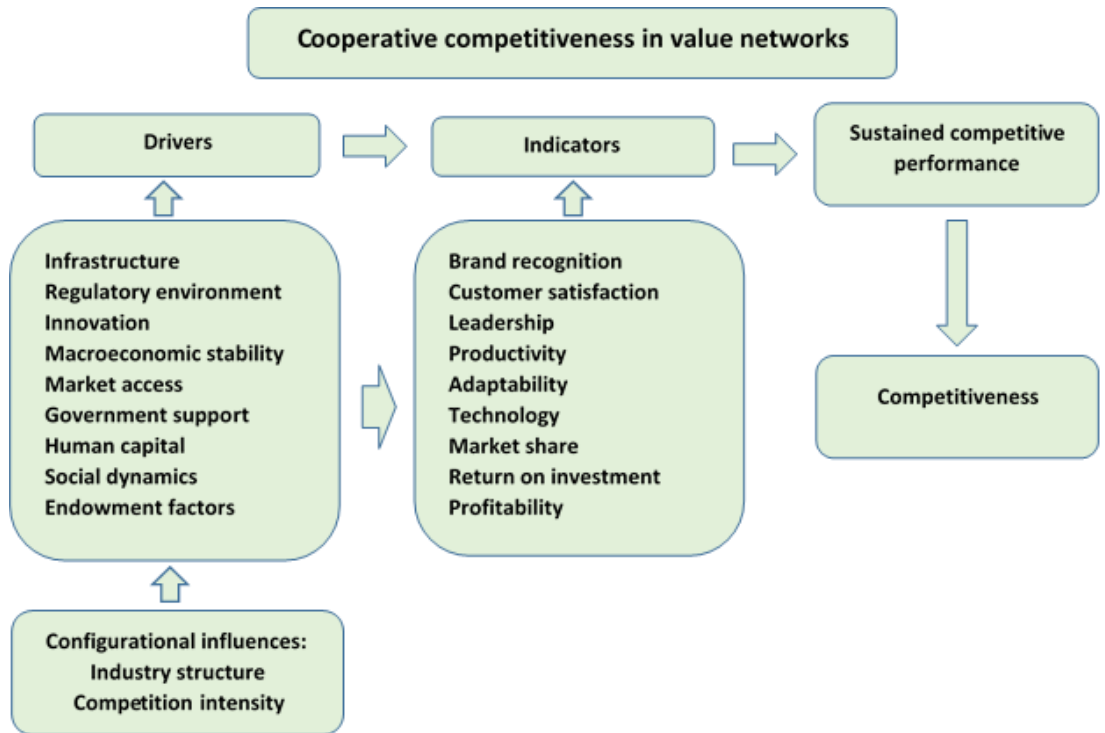 Cooperative competitiveness in value networks
Drivers
Indicators
Sustained competitive
performance
Infrastructure
Regulatory environment
Innovation
Macroeconomic stability
Market access
Government support
Human capital
Social dynamics
Endowment factors
Brand recognition
Customer satisfaction
Leadership
Productivity
Adaptability
Technology
Market share
Return on investment
Profitability
Competitiveness
Configurational influences:
Industry structure
Competition intensity